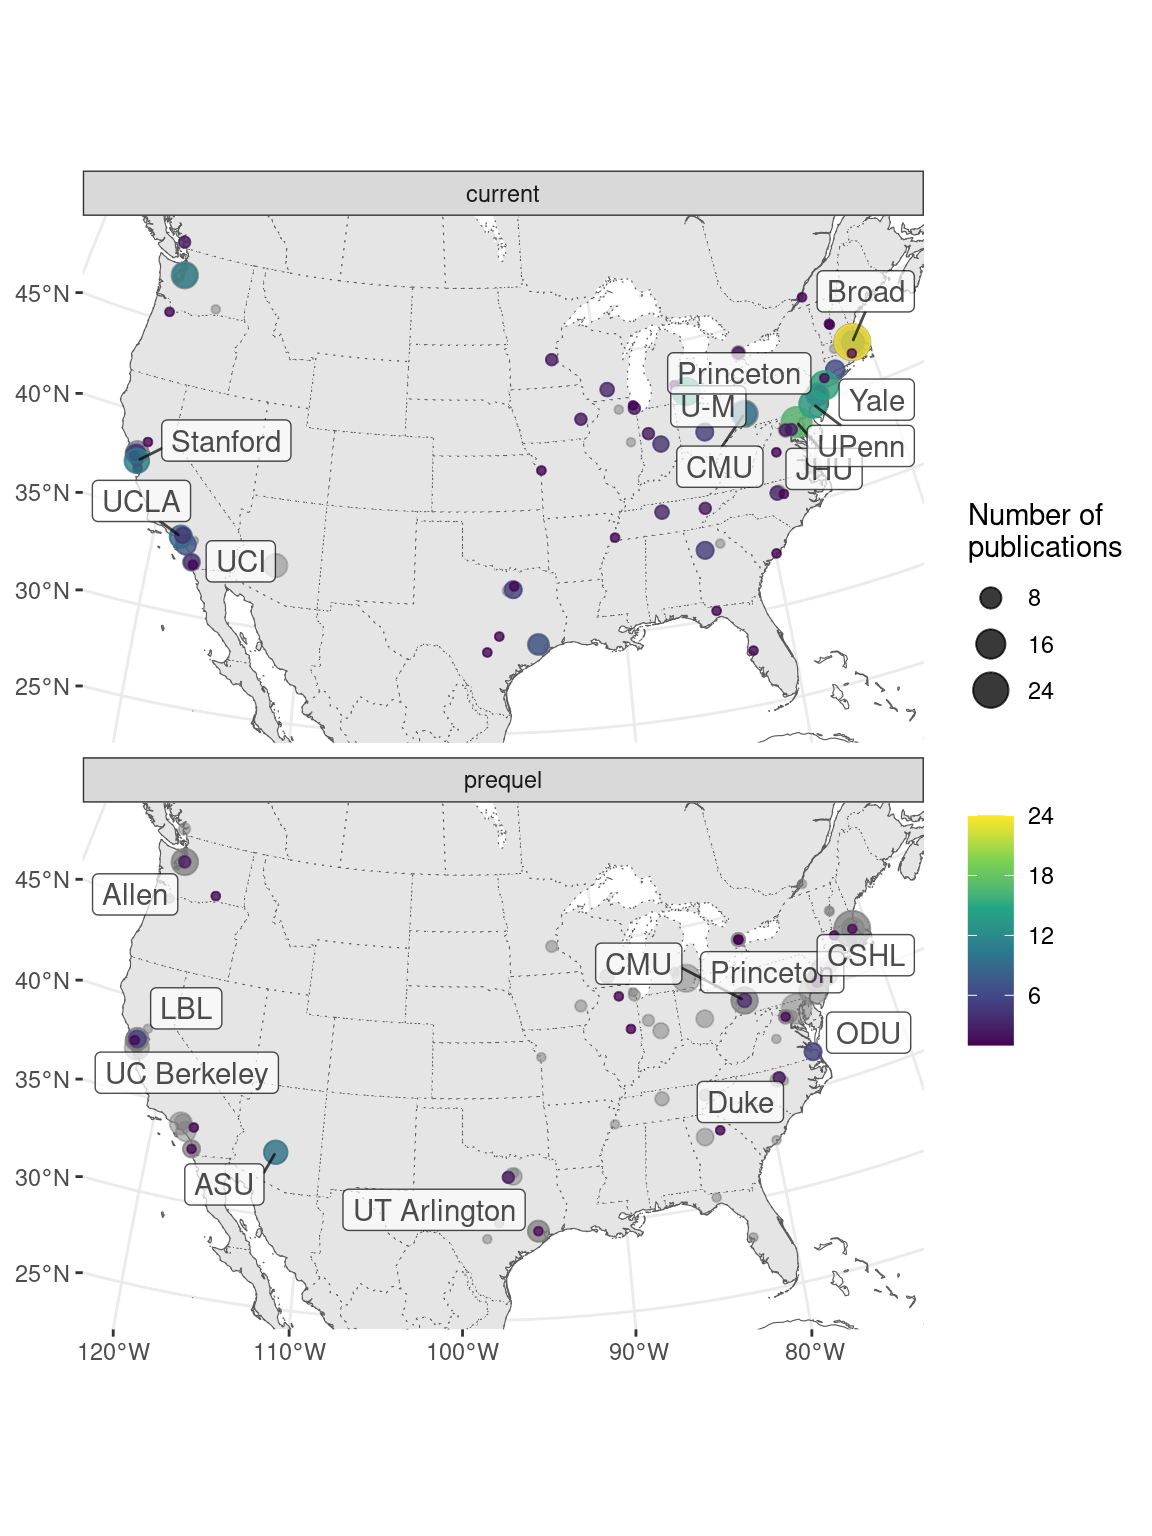 current
45°N
40°N
35°N
30°N
25°N
Broad
Princeton
U-M
Yale
CMU
UPenn
JHU
Stanford
UCLA
UCI
Number of
publications
8
16
24
24
18
12
6
prequel
45°N
40°N
35°N
30°N
25°N
Allen
CMU
Princeton
CSHL
LBL
ODU
UC Berkeley
Duke
ASU
UT Arlington
120°W
110°W
100°W
90°W
80°W